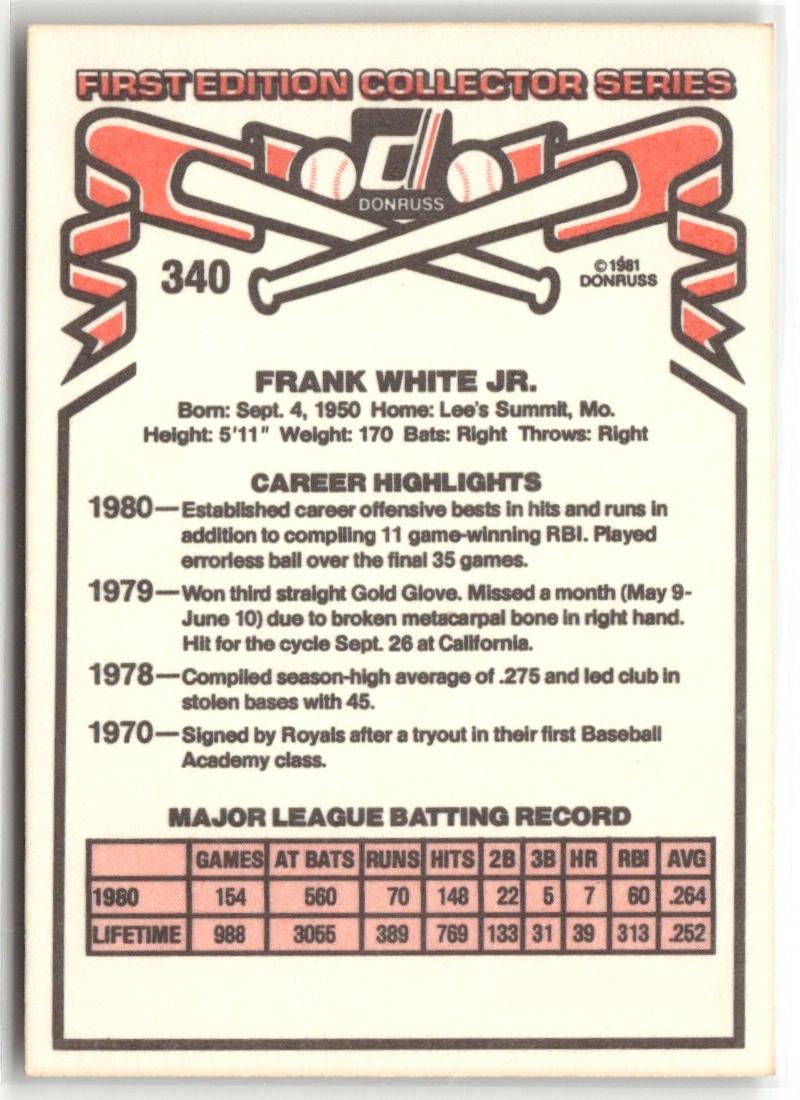 FIRST EDITION COLLECTOR SERIES
DONRUSS
340
© 1981
DONRUSS
FRANK WHITE JR.
Born: Sept. 4, 1950 Home: Lee's Summit, Mo.
Height: 5'11" Weight: 170 Bats: Right Throws: Right
CAREER HIGHLIGHTS
1980—Established career offensive bests in hits and runs in
addition to compiling 11 game-winning RBI. Played
errorless ball over the final 35 games.
1979—Won third straight Gold Glove. Missed a month (May 9-
June 10) due to broken metacarpal bone in right hand.
Hit for the cycle Sept. 26 at California.
1978—Compiled season-high average of .275 and led club in
stolen bases with 45.
1970—Signed by Royals after a tryout in their first Baseball
Academy class.
MAJOR LEAGUE BATTING RECORD
GAMES AT BATS RUNS HITS 2B 3B HR RBI AVG
1980 154 560 70 148 22 5 7 60 .264
LIFETIME 988 3055 389 769 133 31 39 313 .252